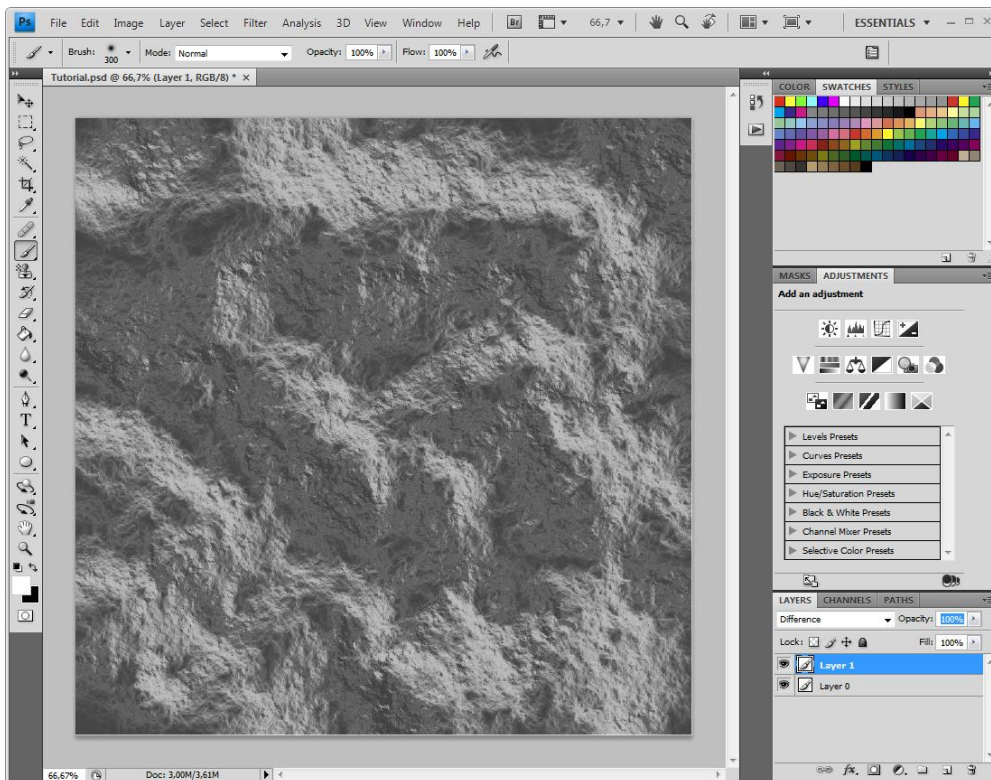 Ps File Edit Image Layer Select Filter Analysis 3D View Window Help Br 66,7 ESSENTIALS
Brush: 300 Mode: Normal Opacity: 100% Flow: 100%
Tutorial.psd @ 66,7% (Layer 1, RGB/8) * ×
COLOR SWATCHES STYLES
MASKS ADJUSTMENTS
Add an adjustment
Levels Presets
Curves Presets
Exposure Presets
Hue/Saturation Presets
Black & White Presets
Channel Mixer Presets
Selective Color Presets
LAYERS CHANNELS PATHS
Difference Opacity: 100%
Lock: Fill: 100%
Layer 1
Layer 0
66,67% Doc: 3,00M/3,61M